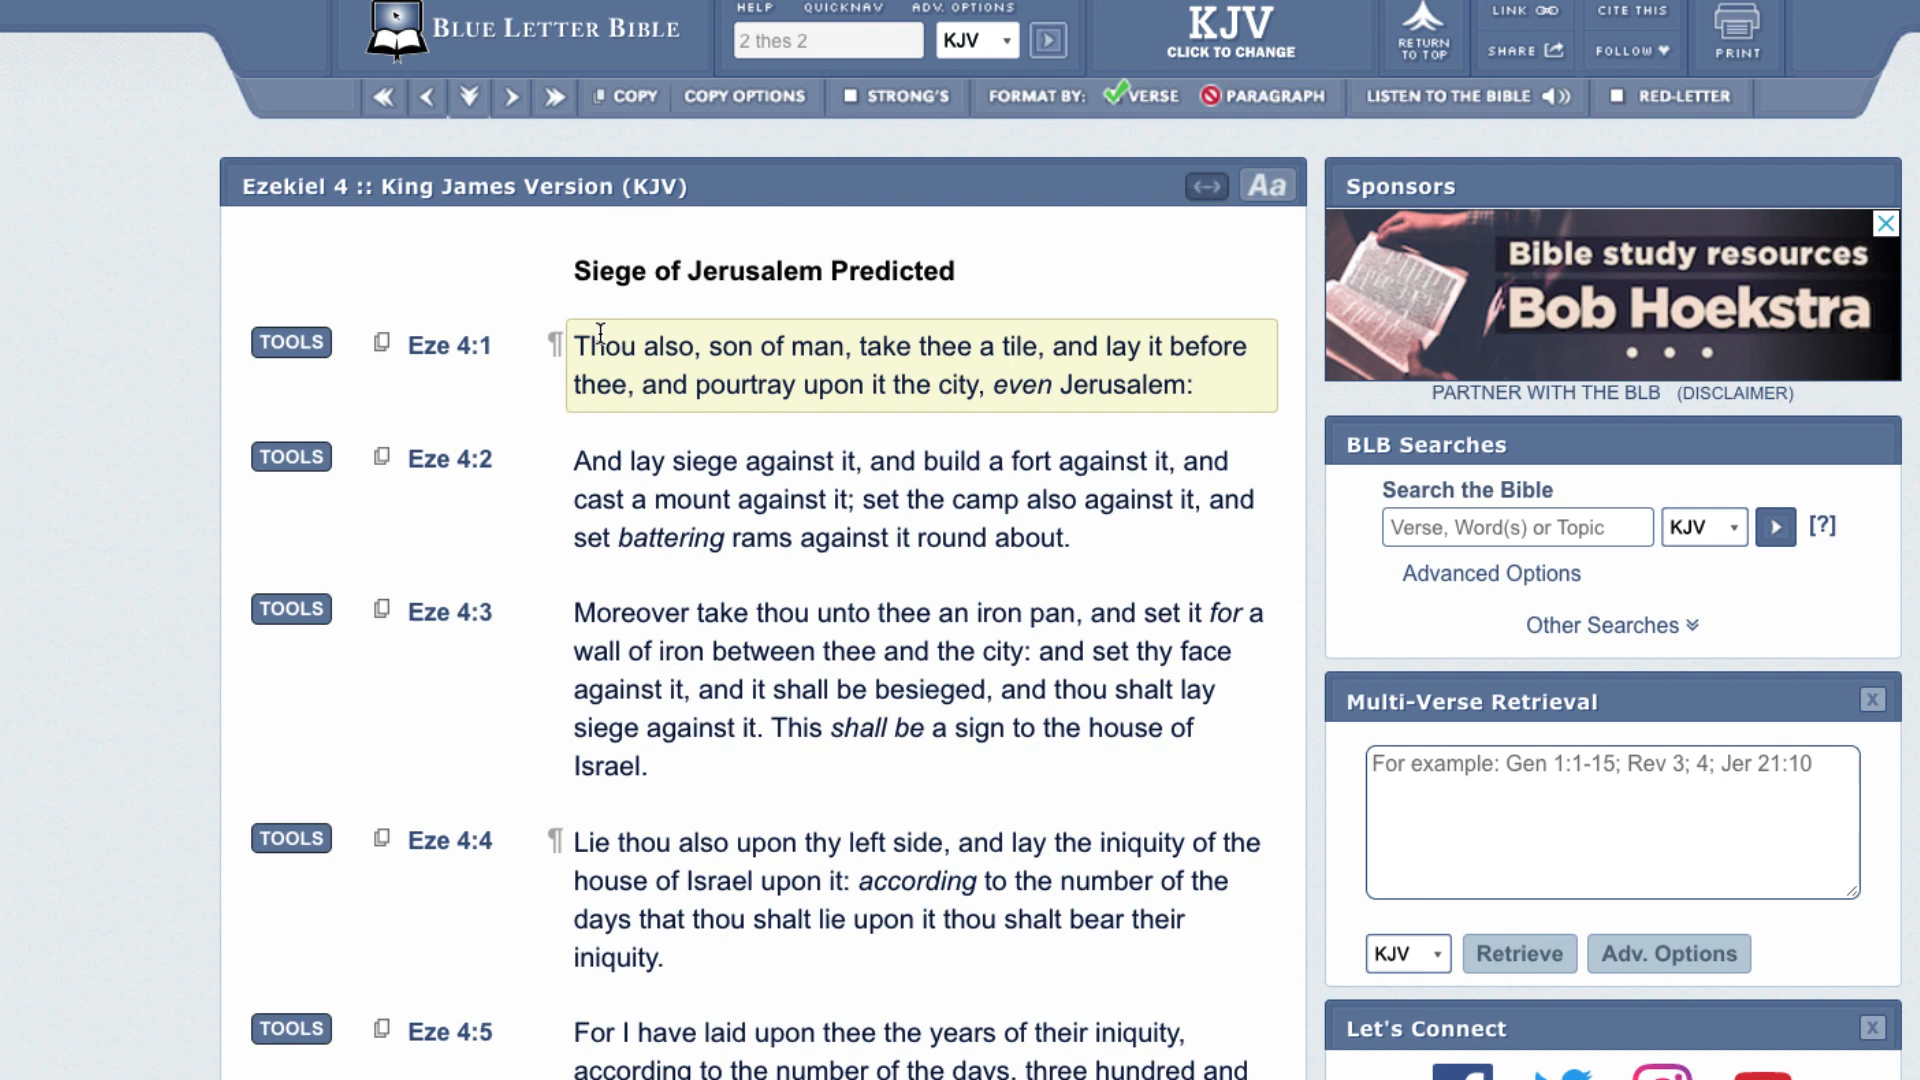 BLUE LETTER BIBLE
HELP QUICKNAV ADV. OPTIONS
2 thes 2 KJV
KJV
CLICK TO CHANGE
RETURN
TO TOP
LINK
SHARE
CITE THIS
FOLLOW
PRINT
COPY COPY OPTIONS STRONG'S FORMAT BY: VERSE PARAGRAPH LISTEN TO THE BIBLE RED-LETTER
Ezekiel 4 :: King James Version (KJV)
Aa
Siege of Jerusalem Predicted
TOOLS Eze 4:1 ¶ Thou also, son of man, take thee a tile, and lay it before
thee, and pourtray upon it the city, even Jerusalem:
TOOLS Eze 4:2 And lay siege against it, and build a fort against it, and
cast a mount against it; set the camp also against it, and
set battering rams against it round about.
TOOLS Eze 4:3 Moreover take thou unto thee an iron pan, and set it for a
wall of iron between thee and the city: and set thy face
against it, and it shall be besieged, and thou shalt lay
siege against it. This shall be a sign to the house of
Israel.
TOOLS Eze 4:4 ¶ Lie thou also upon thy left side, and lay the iniquity of the
house of Israel upon it: according to the number of the
days that thou shalt lie upon it thou shalt bear their
iniquity.
TOOLS Eze 4:5 For I have laid upon thee the years of their iniquity,
according to the number of the days, three hundred and
Sponsors
Bible study resources
Bob Hoekstra
PARTNER WITH THE BLB (DISCLAIMER)
BLB Searches
Search the Bible
Verse, Word(s) or Topic KJV [?]
Advanced Options
Other Searches
Multi-Verse Retrieval X
For example: Gen 1:1-15; Rev 3; 4; Jer 21:10
KJV Retrieve Adv. Options
Let's Connect X